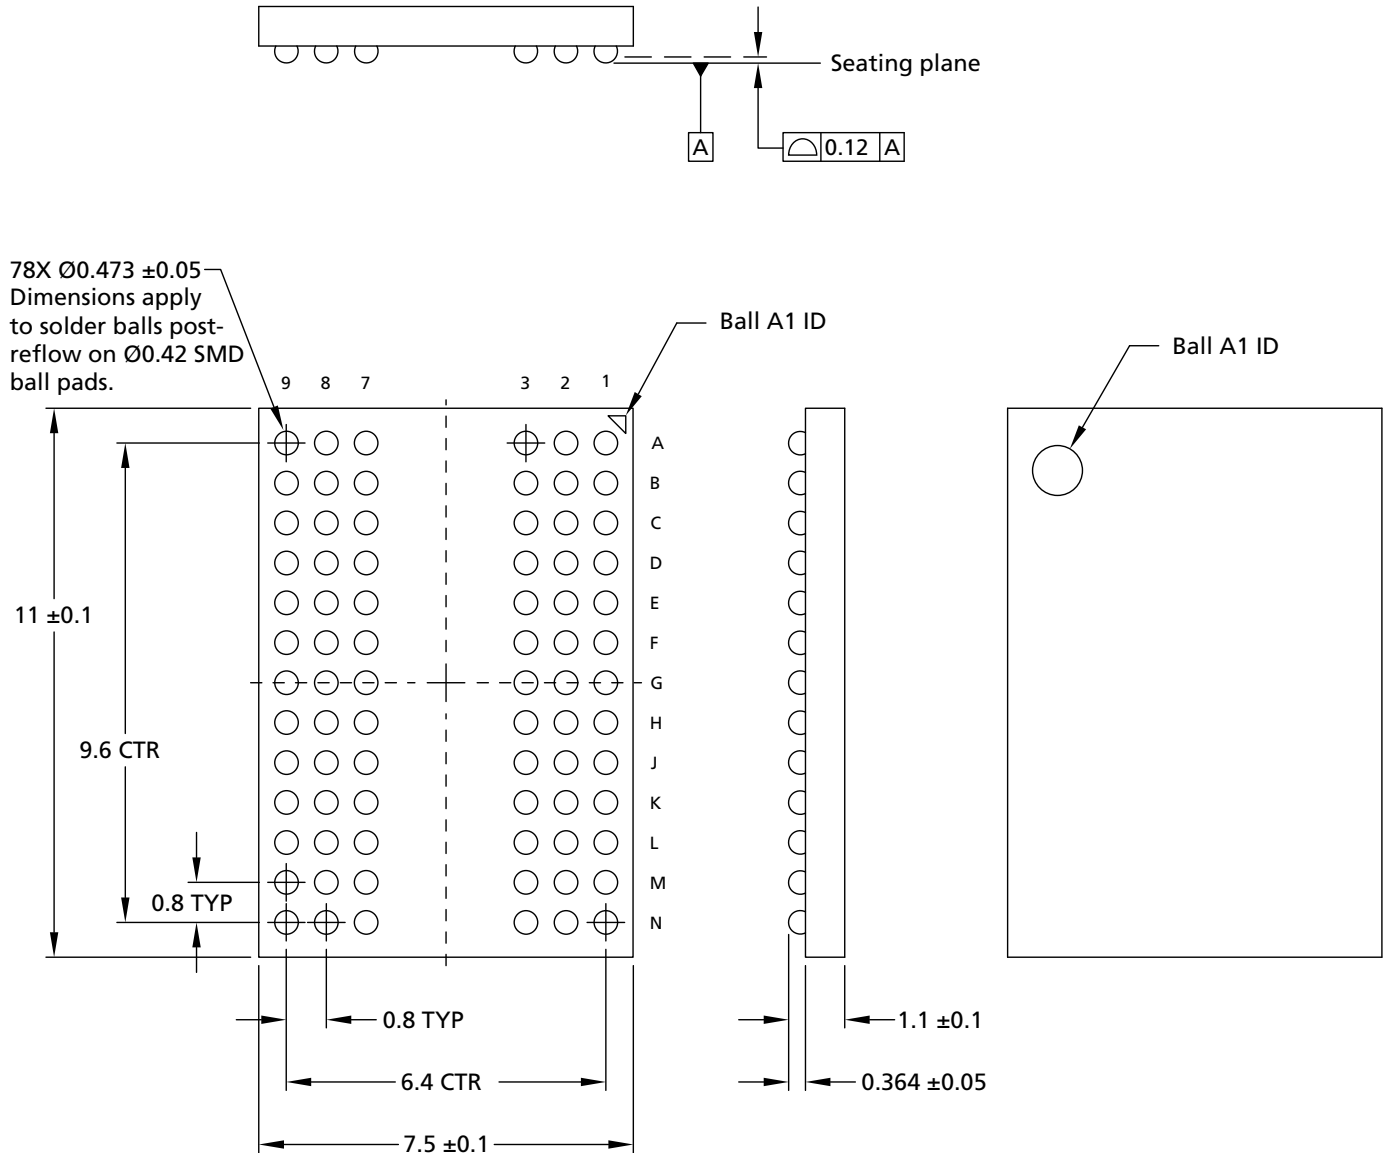 Seating plane
A
0.12 A
78X Ø0.473 ±0.05
Dimensions apply
to solder balls post-
reflow on Ø0.42 SMD
ball pads.
Ball A1 ID
Ball A1 ID
9 8 7 3 2 1
A
B
C
D
E
F
G
H
J
K
L
M
N
11 ±0.1
9.6 CTR
0.8 TYP
0.8 TYP
6.4 CTR
7.5 ±0.1
1.1 ±0.1
0.364 ±0.05